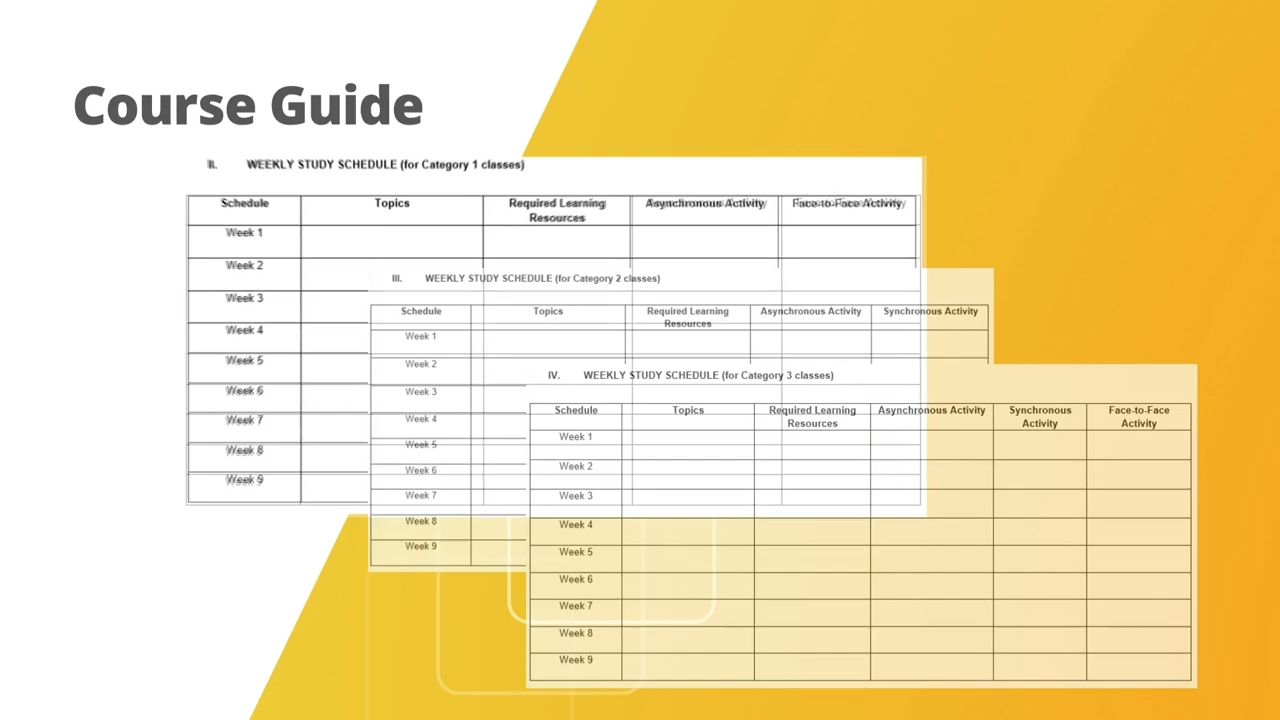 Course Guide
II. WEEKLY STUDY SCHEDULE (for Category 1 classes)
Schedule Topics Required Learning Resources Asynchronous Activity Face-to-Face Activity
Week 1
Week 2
Week 3
Week 4
Week 5
Week 6
Week 7
Week 8
Week 9
III. WEEKLY STUDY SCHEDULE (for Category 2 classes)
Schedule Topics Required Learning Resources Asynchronous Activity Synchronous Activity
Week 1
Week 2
Week 3
Week 4
Week 5
Week 6
Week 7
Week 8
Week 9
IV. WEEKLY STUDY SCHEDULE (for Category 3 classes)
Schedule Topics Required Learning Resources Asynchronous Activity Synchronous Activity Face-to-Face Activity
Week 1
Week 2
Week 3
Week 4
Week 5
Week 6
Week 7
Week 8
Week 9